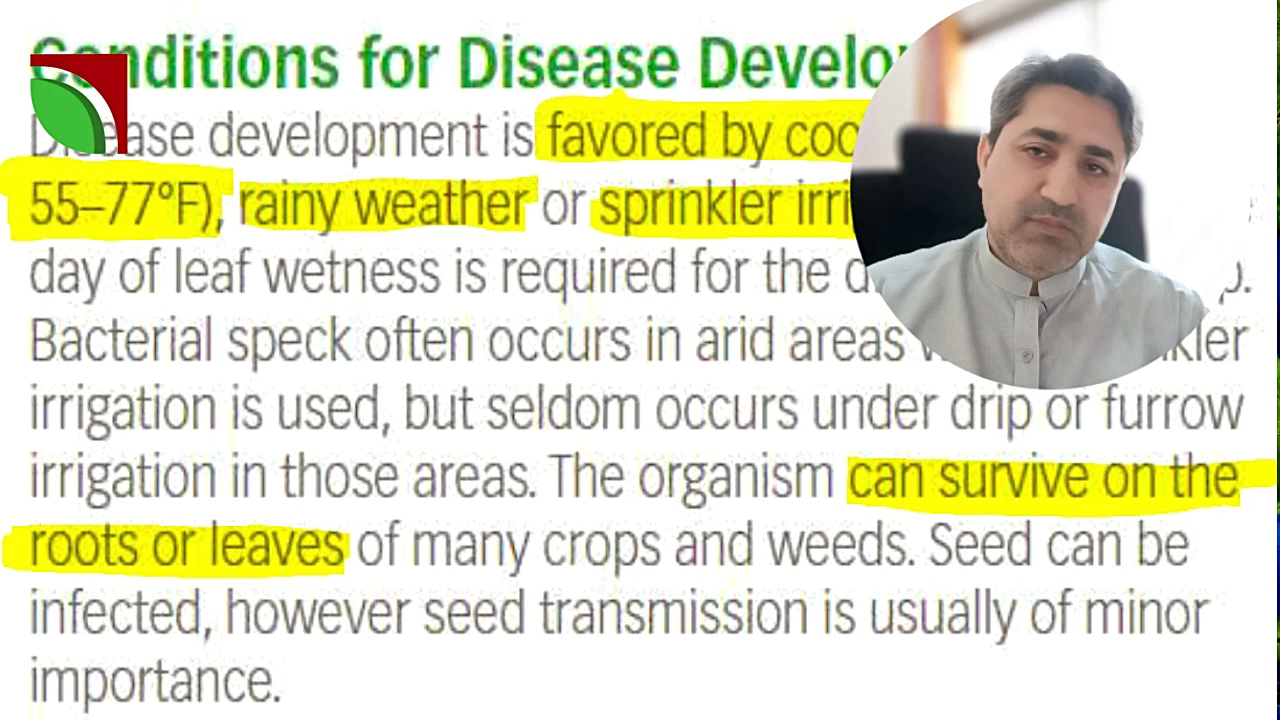 Conditions for Disease Develo
Disease development is favored by coo
55–77°F), rainy weather or sprinkler irri
day of leaf wetness is required for the d p.
Bacterial speck often occurs in arid areas w kler
irrigation is used, but seldom occurs under drip or furrow
irrigation in those areas. The organism can survive on the
roots or leaves of many crops and weeds. Seed can be
infected, however seed transmission is usually of minor
importance.